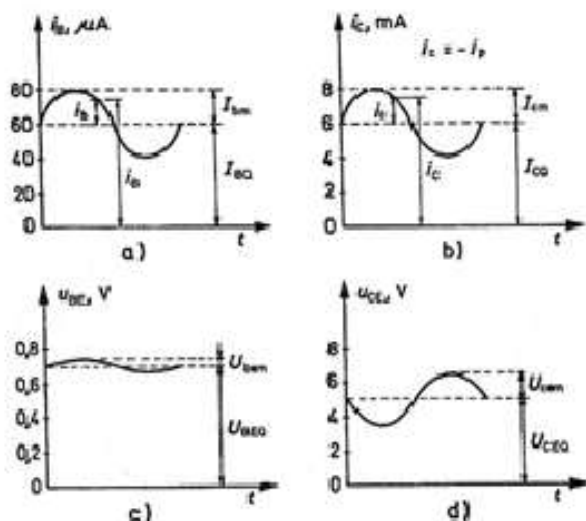 i_B, μA
80
60
40
20
0
i_b
i_B
I_bm
I_BQ
t
a)
i_C, mA
i_c = - i_p
8
6
4
2
0
i_c
i_C
I_cm
I_CQ
t
b)
u_BE, V
0,8
0,6
0,4
0,2
0
U_bem
U_BEQ
t
c)
u_CE, V
8
6
4
2
0
U_cem
U_CEQ
t
d)